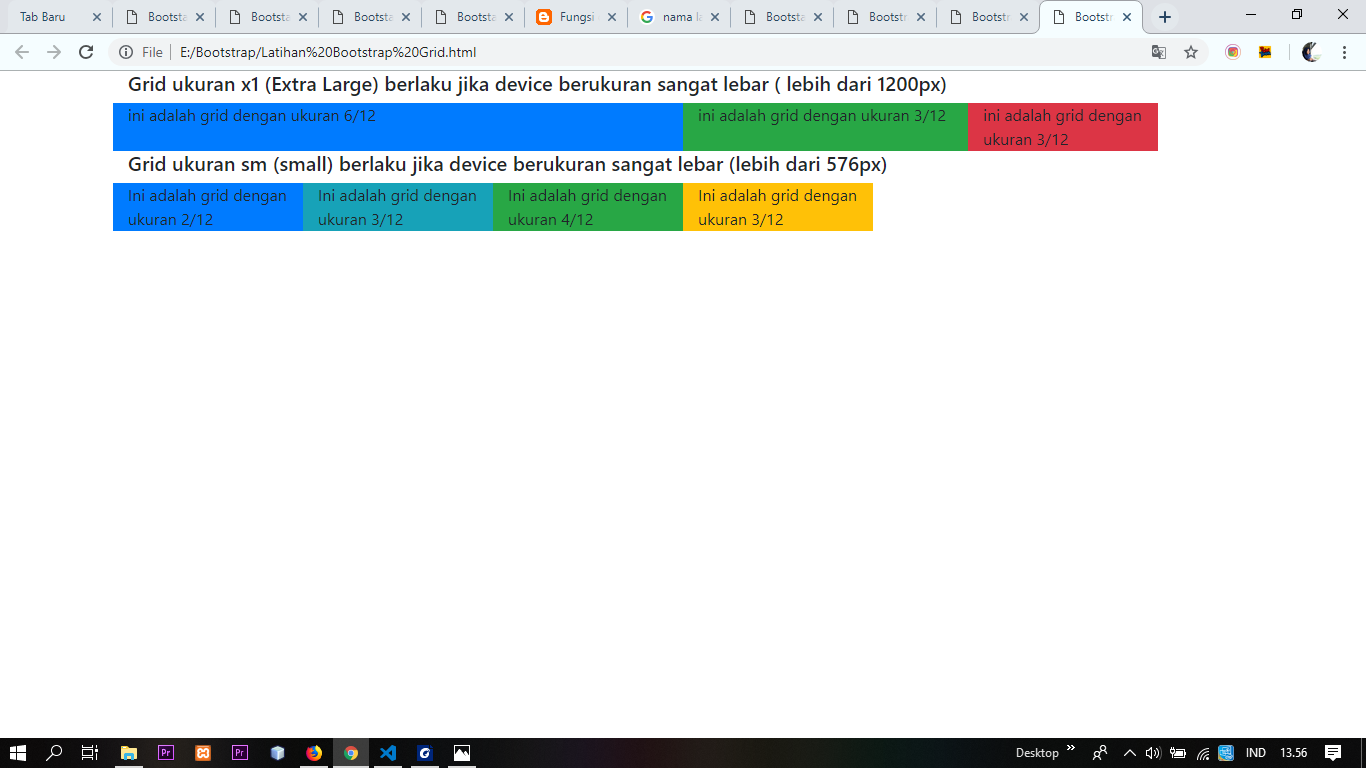 Tab Baru
Bootsta
Bootsta
Bootsta
Bootsta
Fungsi
nama la
Bootsta
Bootstr
Bootstr
Bootstr
File
E:/Bootstrap/Latihan%20Bootstrap%20Grid.html
Grid ukuran x1 (Extra Large) berlaku jika device berukuran sangat lebar ( lebih dari 1200px)
ini adalah grid dengan ukuran 6/12
ini adalah grid dengan ukuran 3/12
ini adalah grid dengan
ukuran 3/12
Grid ukuran sm (small) berlaku jika device berukuran sangat lebar (lebih dari 576px)
Ini adalah grid dengan
ukuran 2/12
Ini adalah grid dengan
ukuran 3/12
Ini adalah grid dengan
ukuran 4/12
Ini adalah grid dengan
ukuran 3/12
Pr
Pr
Desktop
IND
13.56